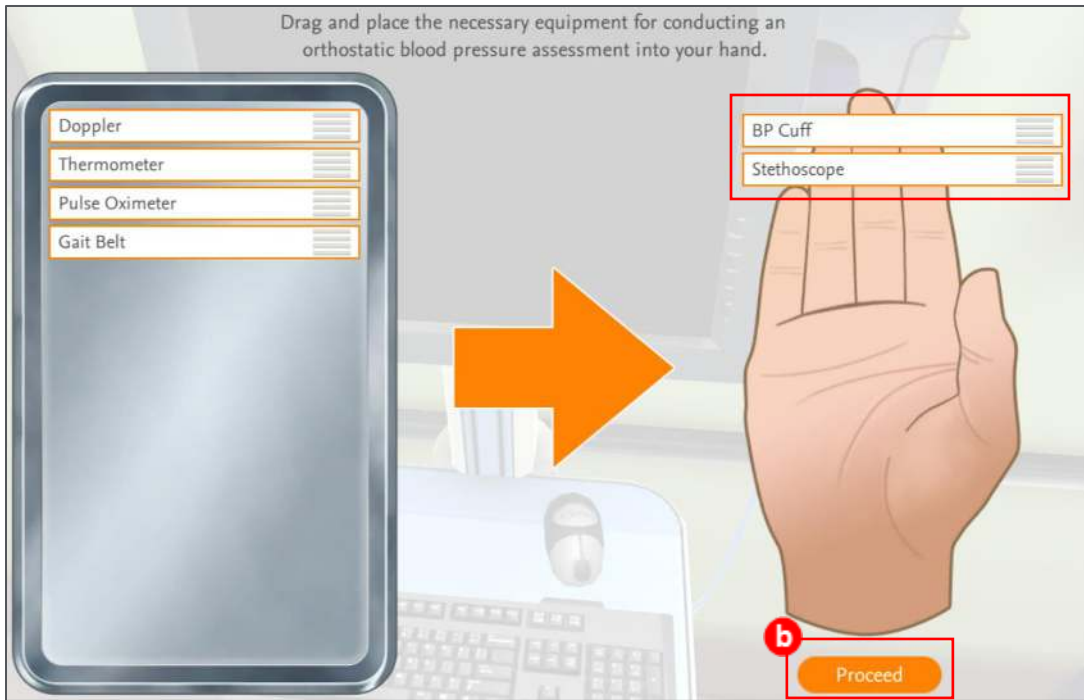 Drag and place the necessary equipment for conducting an
orthostatic blood pressure assessment into your hand.
Doppler
Thermometer
Pulse Oximeter
Gait Belt
BP Cuff
Stethoscope
b
Proceed